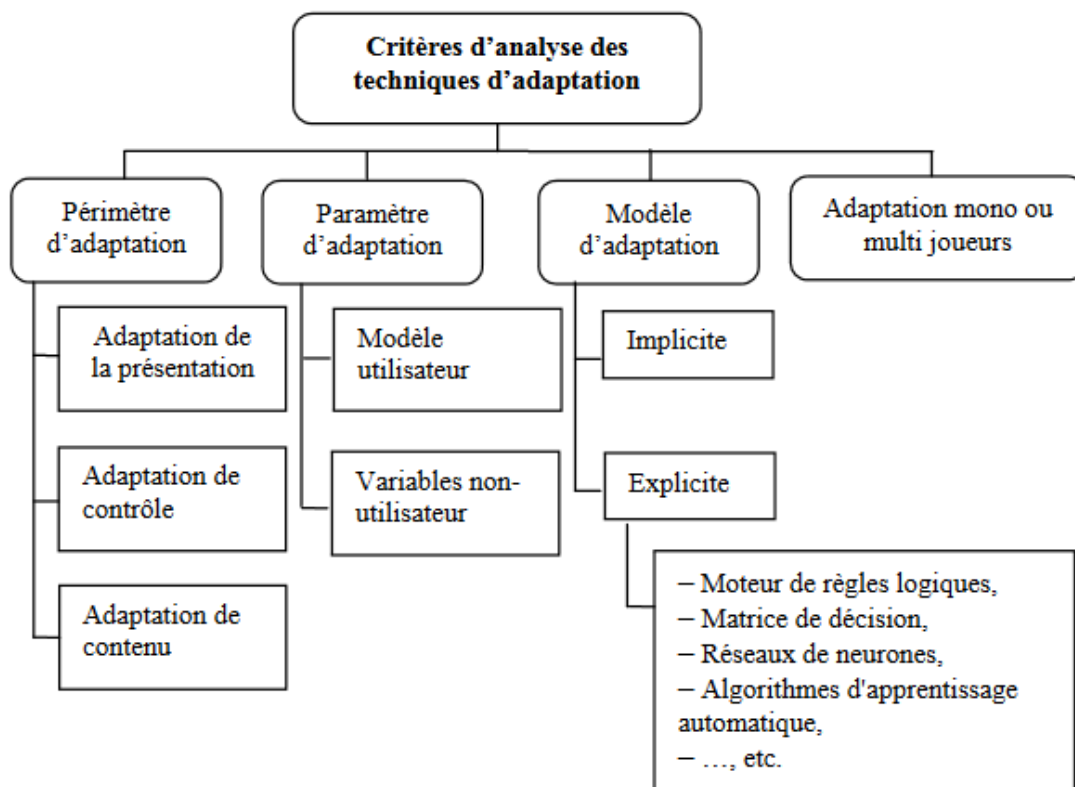 Critères d’analyse des
techniques d’adaptation
Périmètre
d’adaptation
Paramètre
d’adaptation
Modèle
d’adaptation
Adaptation mono ou
multi joueurs
Adaptation de
la présentation
Adaptation de
contrôle
Adaptation de
contenu
Modèle
utilisateur
Variables non-
utilisateur
Implicite
Explicite
– Moteur de règles logiques,
– Matrice de décision,
– Réseaux de neurones,
– Algorithmes d'apprentissage
automatique,
– …, etc.